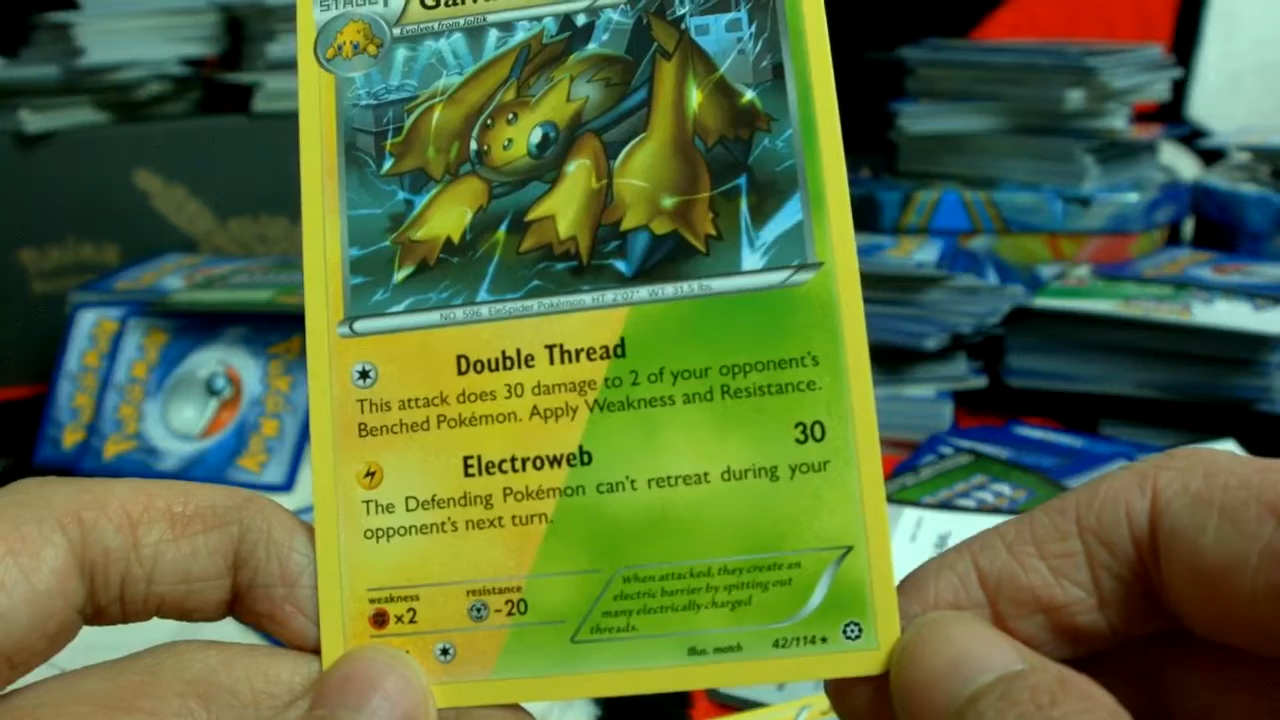 STAGE 1
Evolves from Joltik
NO. 596 EleSpider Pokémon HT. 2'07" WT. 31.5 lbs.
Double Thread
This attack does 30 damage to 2 of your opponent's
Benched Pokémon. Apply Weakness and Resistance.
Electroweb 30
The Defending Pokémon can't retreat during your
opponent's next turn.
weakness resistance
×2 -20
When attacked, they create an
electric barrier by spitting out
many electrically charged
threads.
Illus. match 42/114 ★